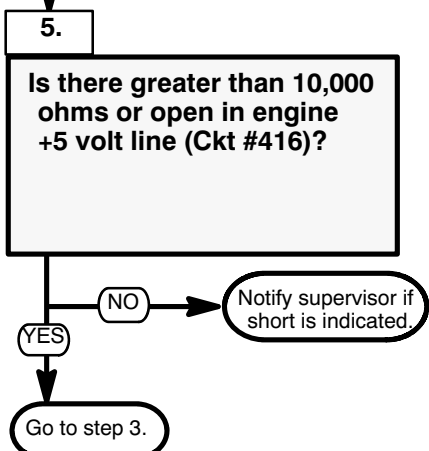 5.
Is there greater than 10,000
ohms or open in engine
+5 volt line (Ckt #416)?
NO
Notify supervisor if
short is indicated.
YES
Go to step 3.